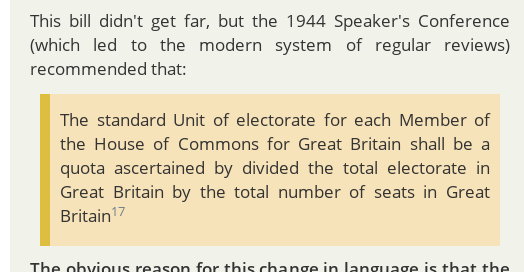 This bill didn't get far, but the 1944 Speaker's Conference
(which led to the modern system of regular reviews)
recommended that:
The standard Unit of electorate for each Member of
the House of Commons for Great Britain shall be a
quota ascertained by divided the total electorate in
Great Britain by the total number of seats in Great
Britain17
The obvious reason for this change in language is that the